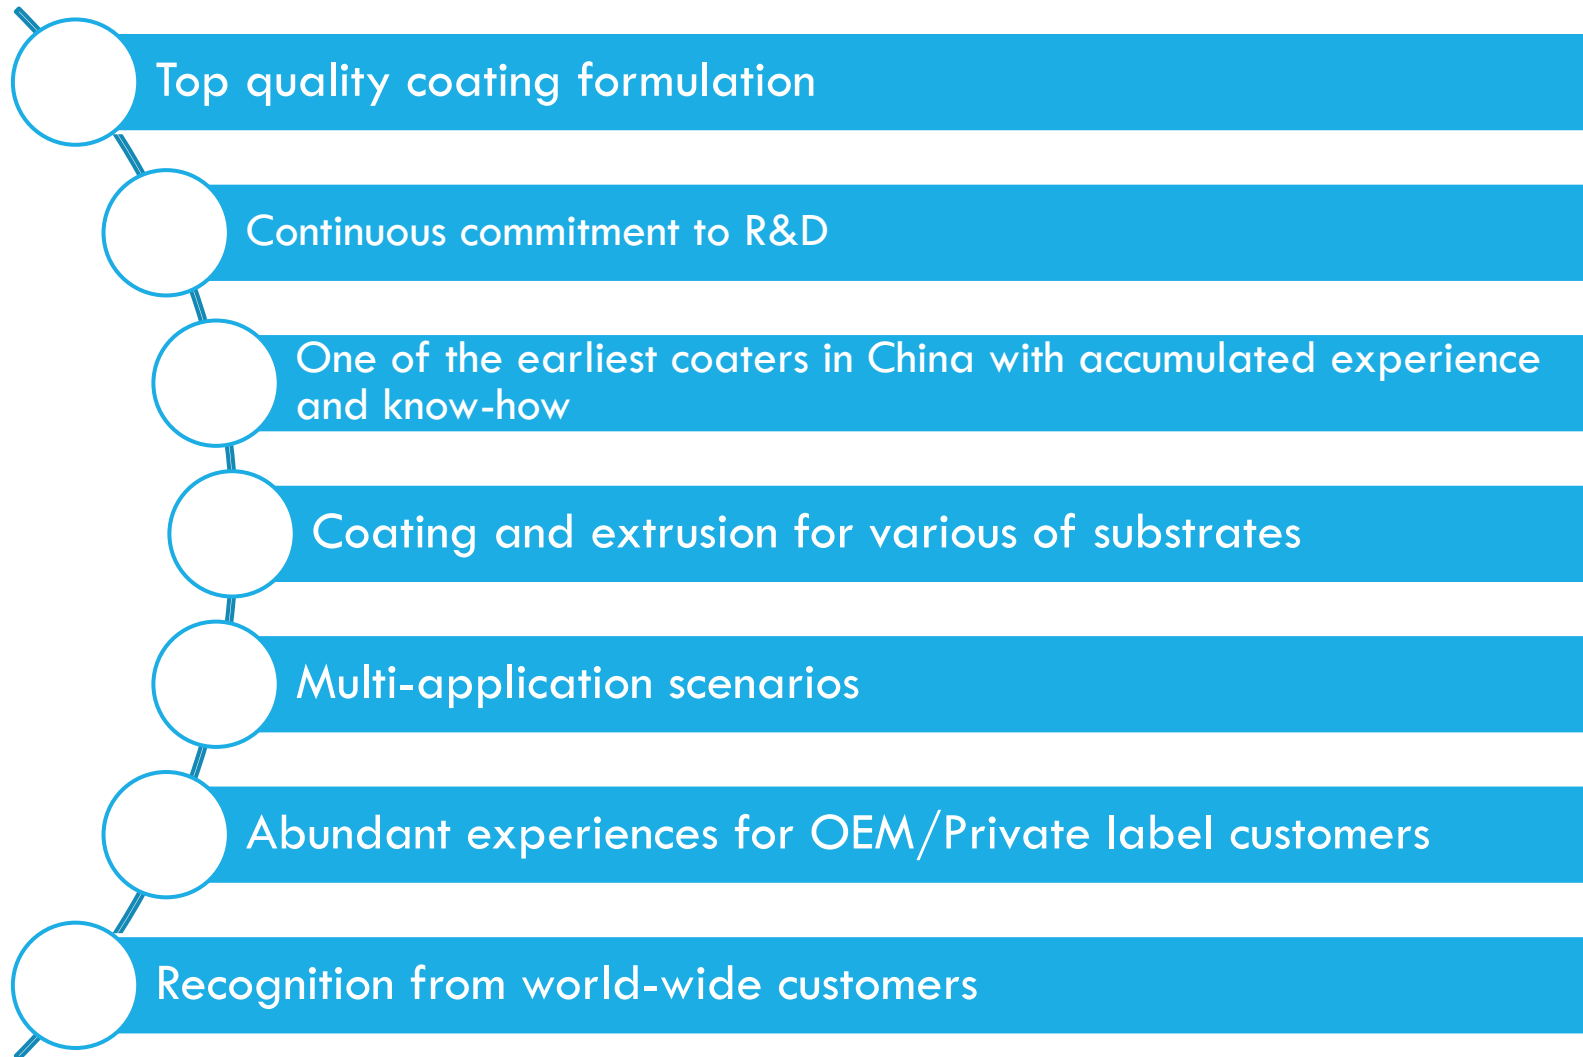 Top quality coating formulation
Continuous commitment to R&D
One of the earliest coaters in China with accumulated experience
and know-how
Coating and extrusion for various of substrates
Multi-application scenarios
Abundant experiences for OEM/Private label customers
Recognition from world-wide customers